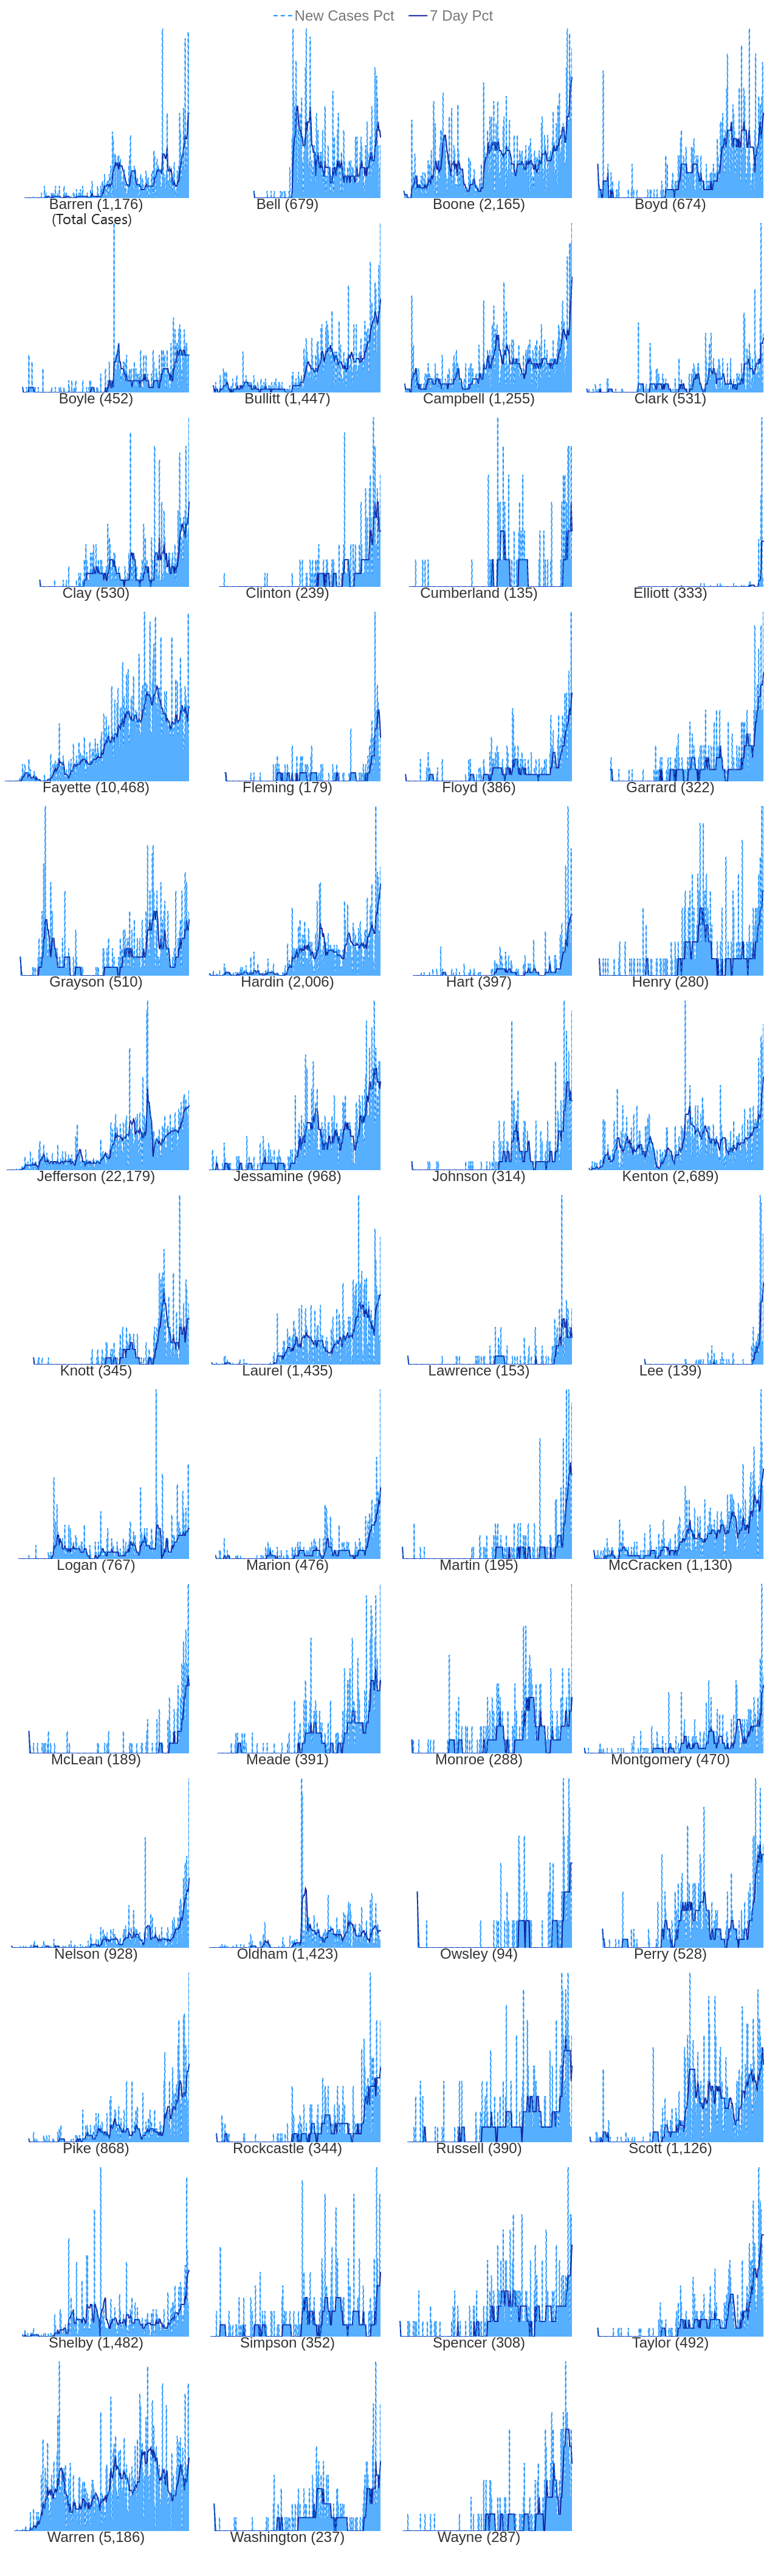 New Cases Pct 7 Day Pct
Barren (1,176) Bell (679) Boone (2,165) Boyd (674)
(Total Cases)
Boyle (452) Bullitt (1,447) Campbell (1,255) Clark (531)
Clay (530) Clinton (239) Cumberland (135) Elliott (333)
Fayette (10,468) Fleming (179) Floyd (386) Garrard (322)
Grayson (510) Hardin (2,006) Hart (397) Henry (280)
Jefferson (22,179) Jessamine (968) Johnson (314) Kenton (2,689)
Knott (345) Laurel (1,435) Lawrence (153) Lee (139)
Logan (767) Marion (476) Martin (195) McCracken (1,130)
McLean (189) Meade (391) Monroe (288) Montgomery (470)
Nelson (928) Oldham (1,423) Owsley (94) Perry (528)
Pike (868) Rockcastle (344) Russell (390) Scott (1,126)
Shelby (1,482) Simpson (352) Spencer (308) Taylor (492)
Warren (5,186) Washington (237) Wayne (287)